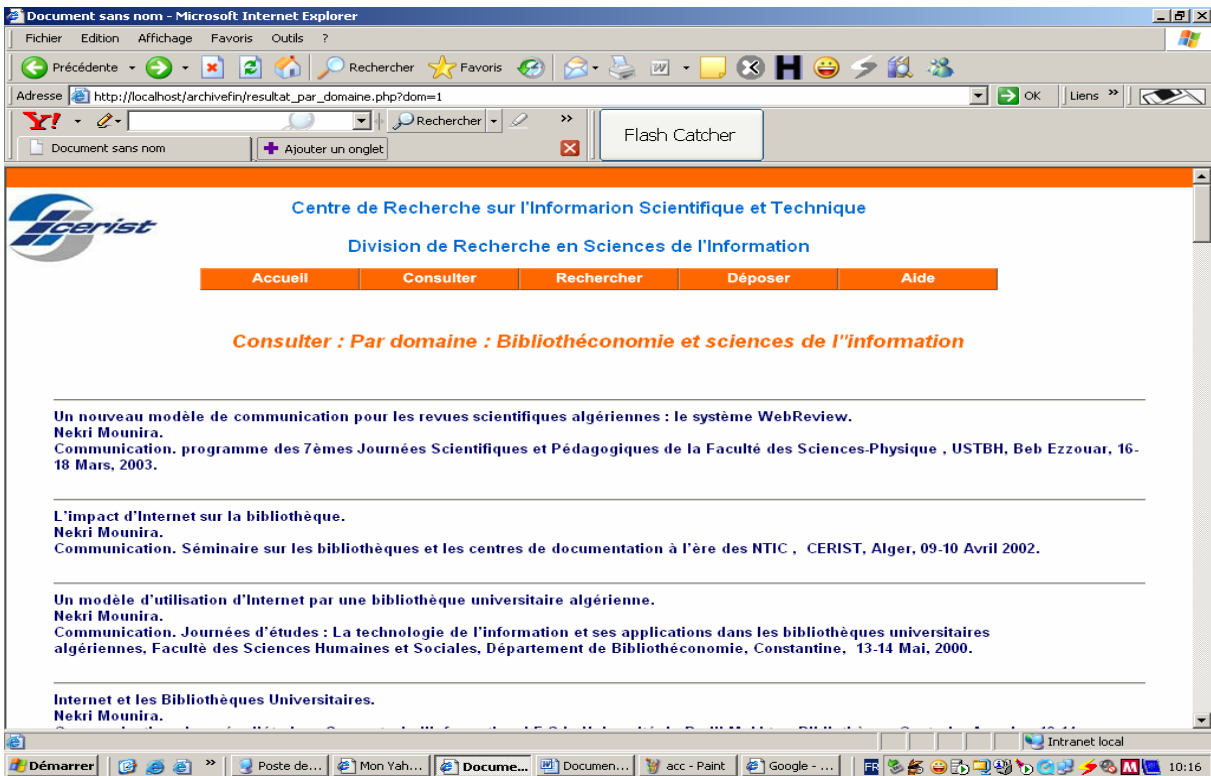 Document sans nom - Microsoft Internet Explorer
Fichier Edition Affichage Favoris Outils ?
Précédente Rechercher Favoris
Adresse http://localhost/archivefin/resultat_par_domaine.php?dom=1 OK Liens »
Y! Rechercher »
Flash Catcher
Document sans nom Ajouter un onglet
cerist
Centre de Recherche sur l'Informarion Scientifique et Technique
Division de Recherche en Sciences de l'Information
Accueil Consulter Rechercher Déposer Aide
Consulter : Par domaine : Bibliothéconomie et sciences de l''information
Un nouveau modèle de communication pour les revues scientifiques algériennes : le système WebReview.
Nekri Mounira.
Communication. programme des 7èmes Journées Scientifiques et Pédagogiques de la Faculté des Sciences-Physique , USTBH, Beb Ezzouar, 16-
18 Mars, 2003.
L'impact d'Internet sur la bibliothèque.
Nekri Mounira.
Communication. Séminaire sur les bibliothèques et les centres de documentation à l'ère des NTIC , CERIST, Alger, 09-10 Avril 2002.
Un modèle d'utilisation d'Internet par une bibliothèque universitaire algérienne.
Nekri Mounira.
Communication. Journées d'études : La technologie de l'information et ses applications dans les bibliothèques universitaires
algériennes, Facultè des Sciences Humaines et Sociales, Département de Bibliothéconomie, Constantine, 13-14 Mai, 2000.
Internet et les Bibliothèques Universitaires.
Nekri Mounira.
Intranet local
Démarrer » Poste de... Mon Yah... Docume... Documen... acc - Paint Google - ... FR 10:16